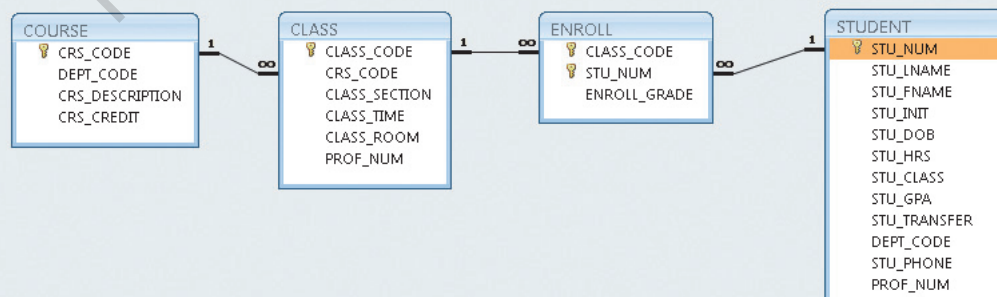 COURSE
CRS_CODE
DEPT_CODE
CRS_DESCRIPTION
CRS_CREDIT
1
∞
CLASS
CLASS_CODE
CRS_CODE
CLASS_SECTION
CLASS_TIME
CLASS_ROOM
PROF_NUM
1
∞
ENROLL
CLASS_CODE
STU_NUM
ENROLL_GRADE
∞
1
STUDENT
STU_NUM
STU_LNAME
STU_FNAME
STU_INIT
STU_DOB
STU_HRS
STU_CLASS
STU_GPA
STU_TRANSFER
DEPT_CODE
STU_PHONE
PROF_NUM